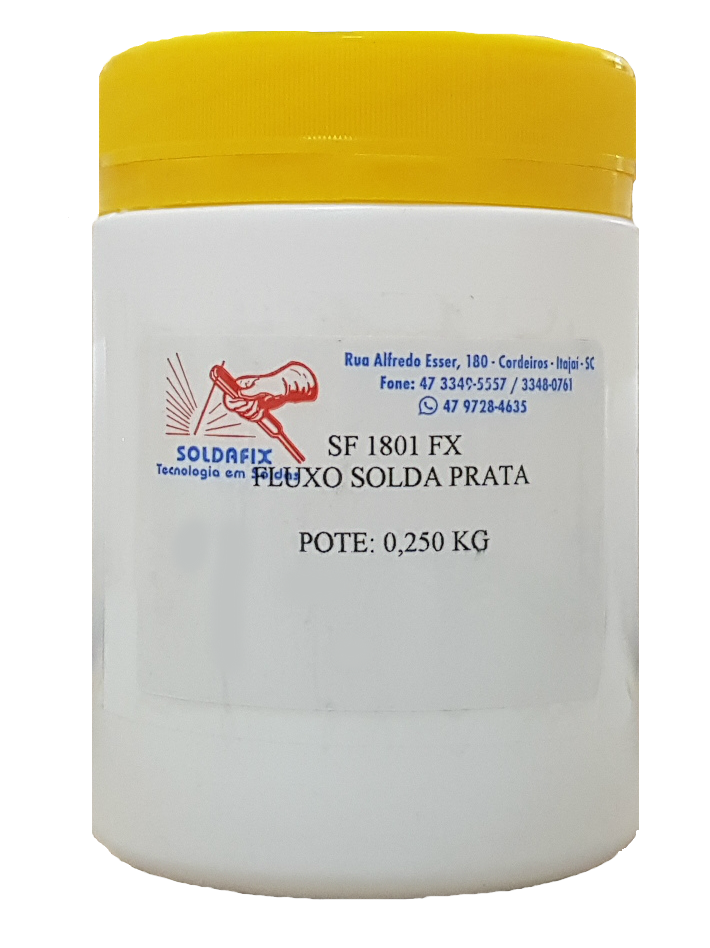 Rua Alfredo Esser, 180 - Cordeiros - Itajaí - SC
Fone: 47 3349-5557 / 3348-0761
47 9728-4635
SOLDAFIX
Tecnologia em Soldas
SF 1801 FX
FLUXO SOLDA PRATA
POTE: 0,250 KG